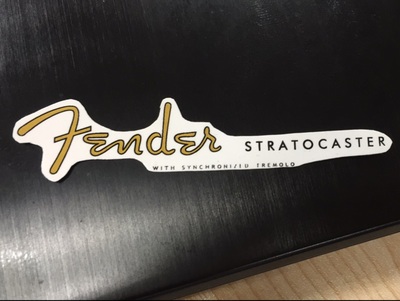 Fender STRATOCASTER
WITH SYNCHRONIZED TREMOLO